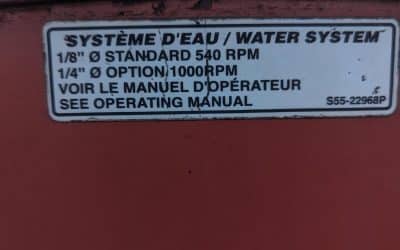 SYSTÈME D'EAU / WATER SYSTEM
1/8" Ø STANDARD 540 RPM
1/4" Ø OPTION/1000RPM
VOIR LE MANUEL D'OPÉRATEUR
SEE OPERATING MANUAL S55-22968P